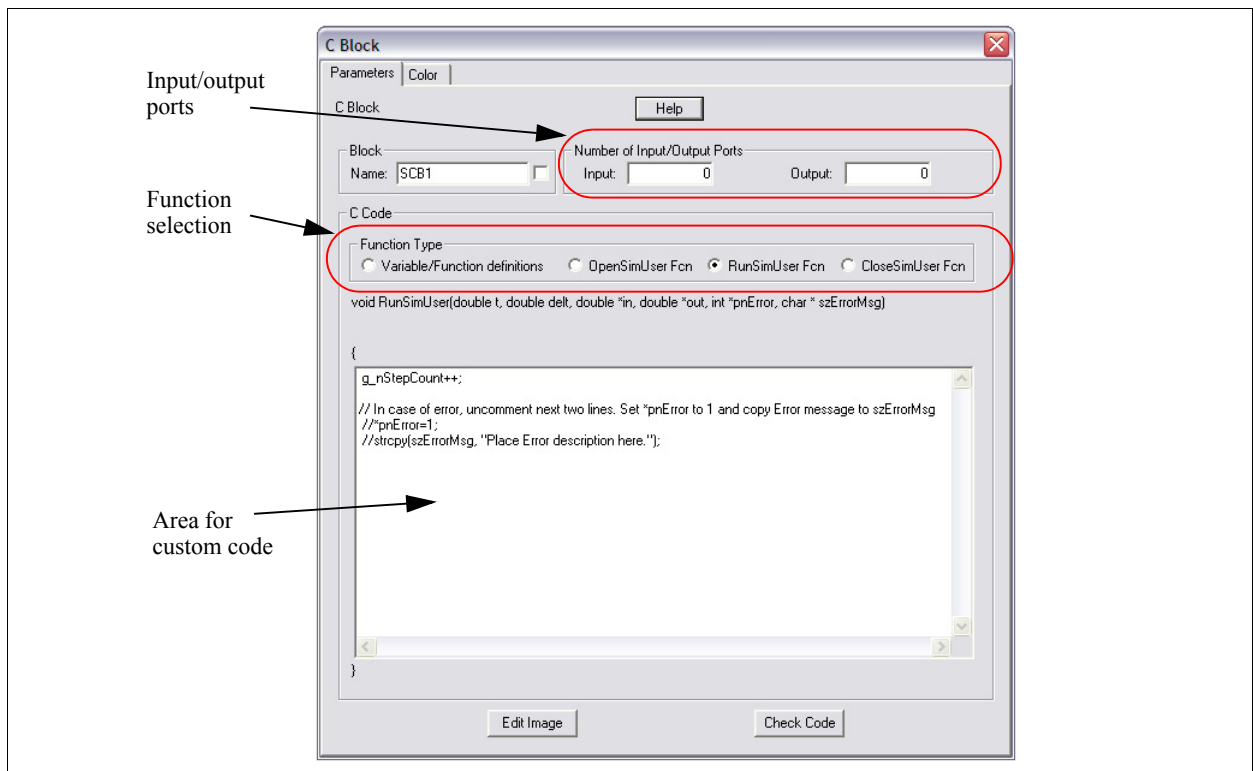 C Block
Parameters Color
Input/output
ports
C Block
Help
Block
Name: SCB1
Number of Input/Output Ports
Input: 0 Output: 0
Function
selection
C Code
Function Type
Variable/Function definitions OpenSimUser Fcn RunSimUser Fcn CloseSimUser Fcn
void RunSimUser(double t, double delt, double *in, double *out, int *pnError, char * szErrorMsg)
{
g_nStepCount++;
// In case of error, uncomment next two lines. Set *pnError to 1 and copy Error message to szErrorMsg
//*pnError=1;
//strcpy(szErrorMsg, "Place Error description here.");
Area for
custom code
}
Edit Image Check Code